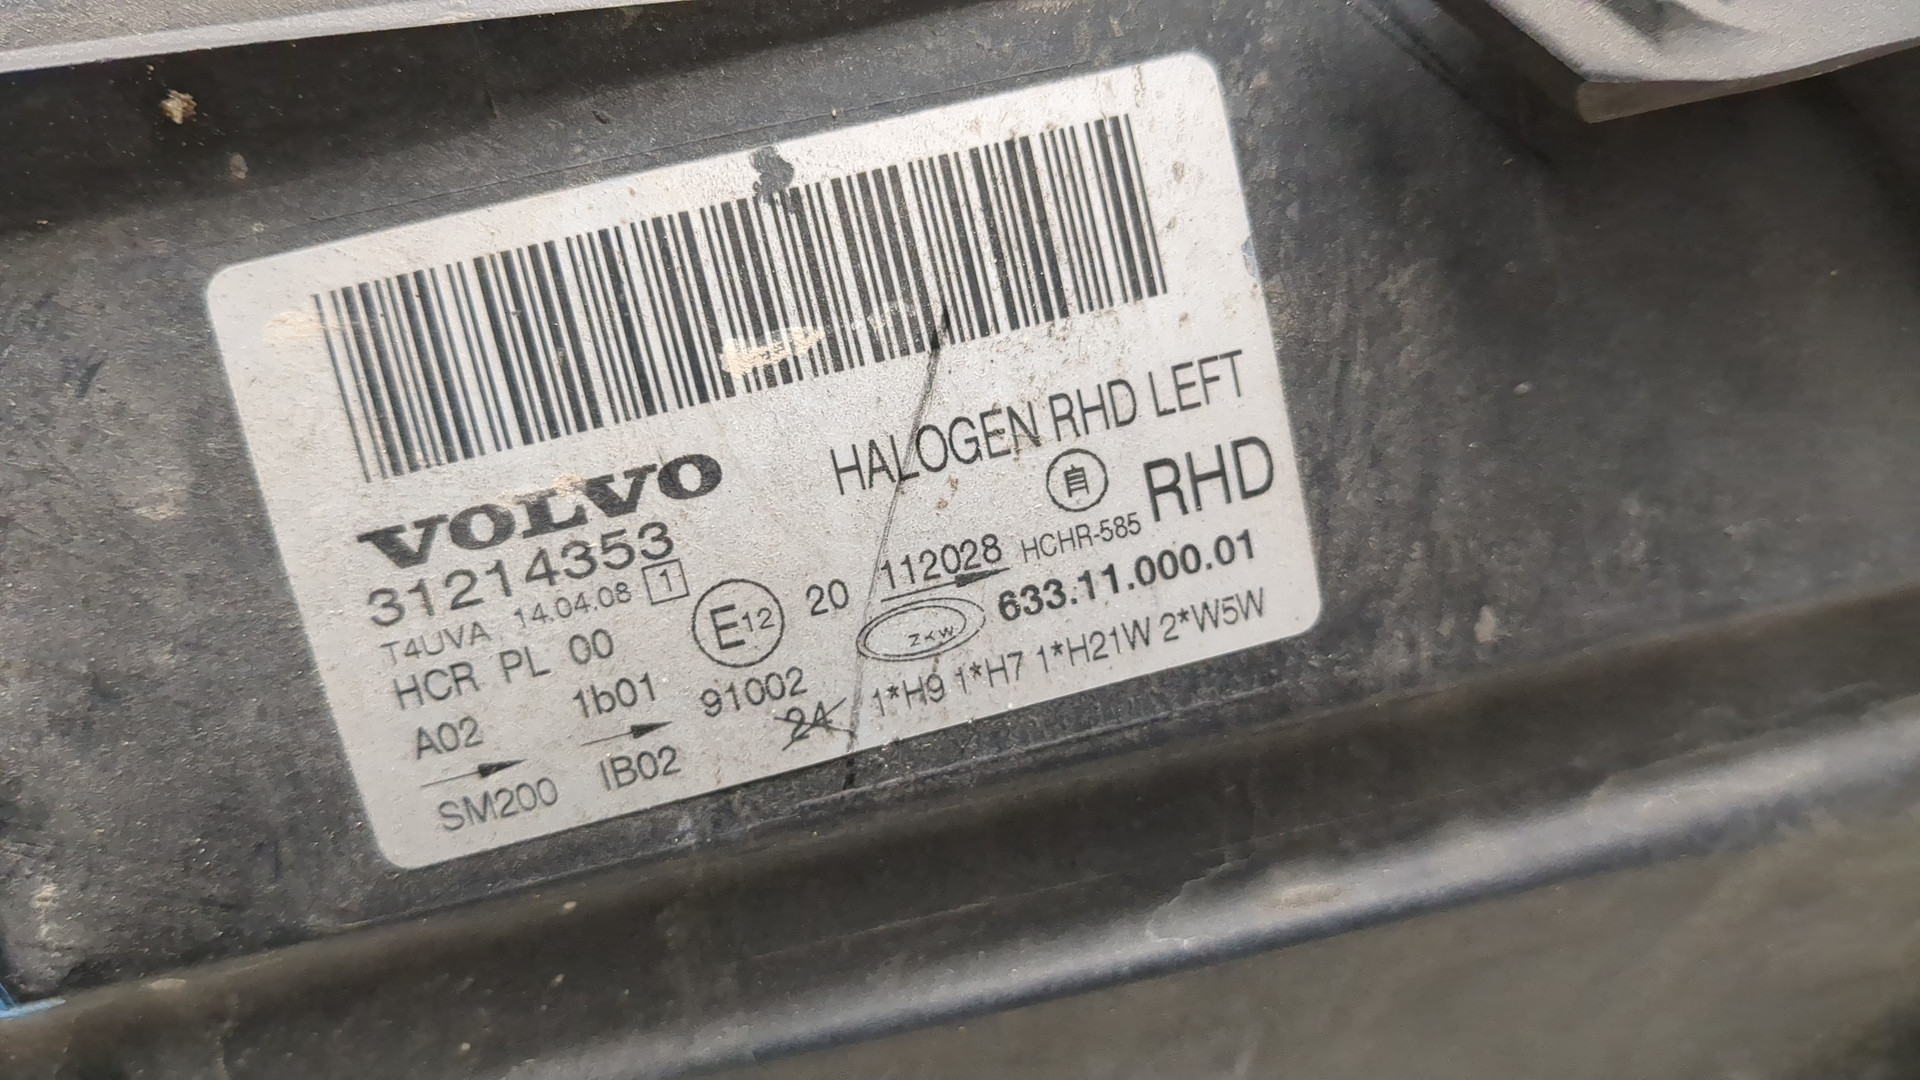 HALOGEN RHD LEFT
VOLVO
自 RHD
31214353
HCHR-585
T4UVA 14.04.08 1
E12 20 112028 633.11.000.01
HCR PL 00
ZKW
A02 1b01 91002 1*H9 1*H7 1*H21W 2*W5W
24
SM200 IB02